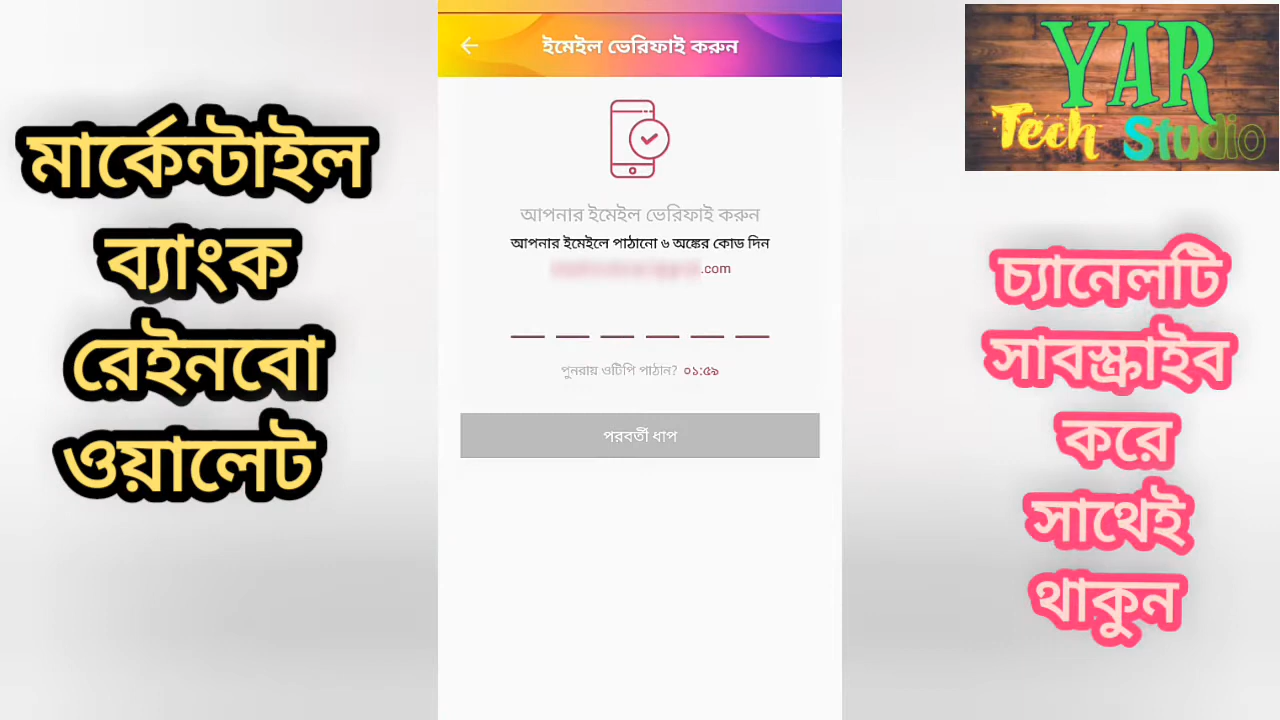 মার্কেন্টাইল
ব্যাংক
রেইনবো
ওয়ালেট
ইমেইল ভেরিফাই করুন
আপনার ইমেইল ভেরিফাই করুন
আপনার ইমেইলে পাঠানো ৬ অঙ্কের কোড দিন
.com
পুনরায় ওটিপি পাঠান? ০১:৫৯
পরবর্তী ধাপ
YAR
Tech Studio
চ্যানেলটি
সাবস্ক্রাইব
করে
সাথেই
থাকুন